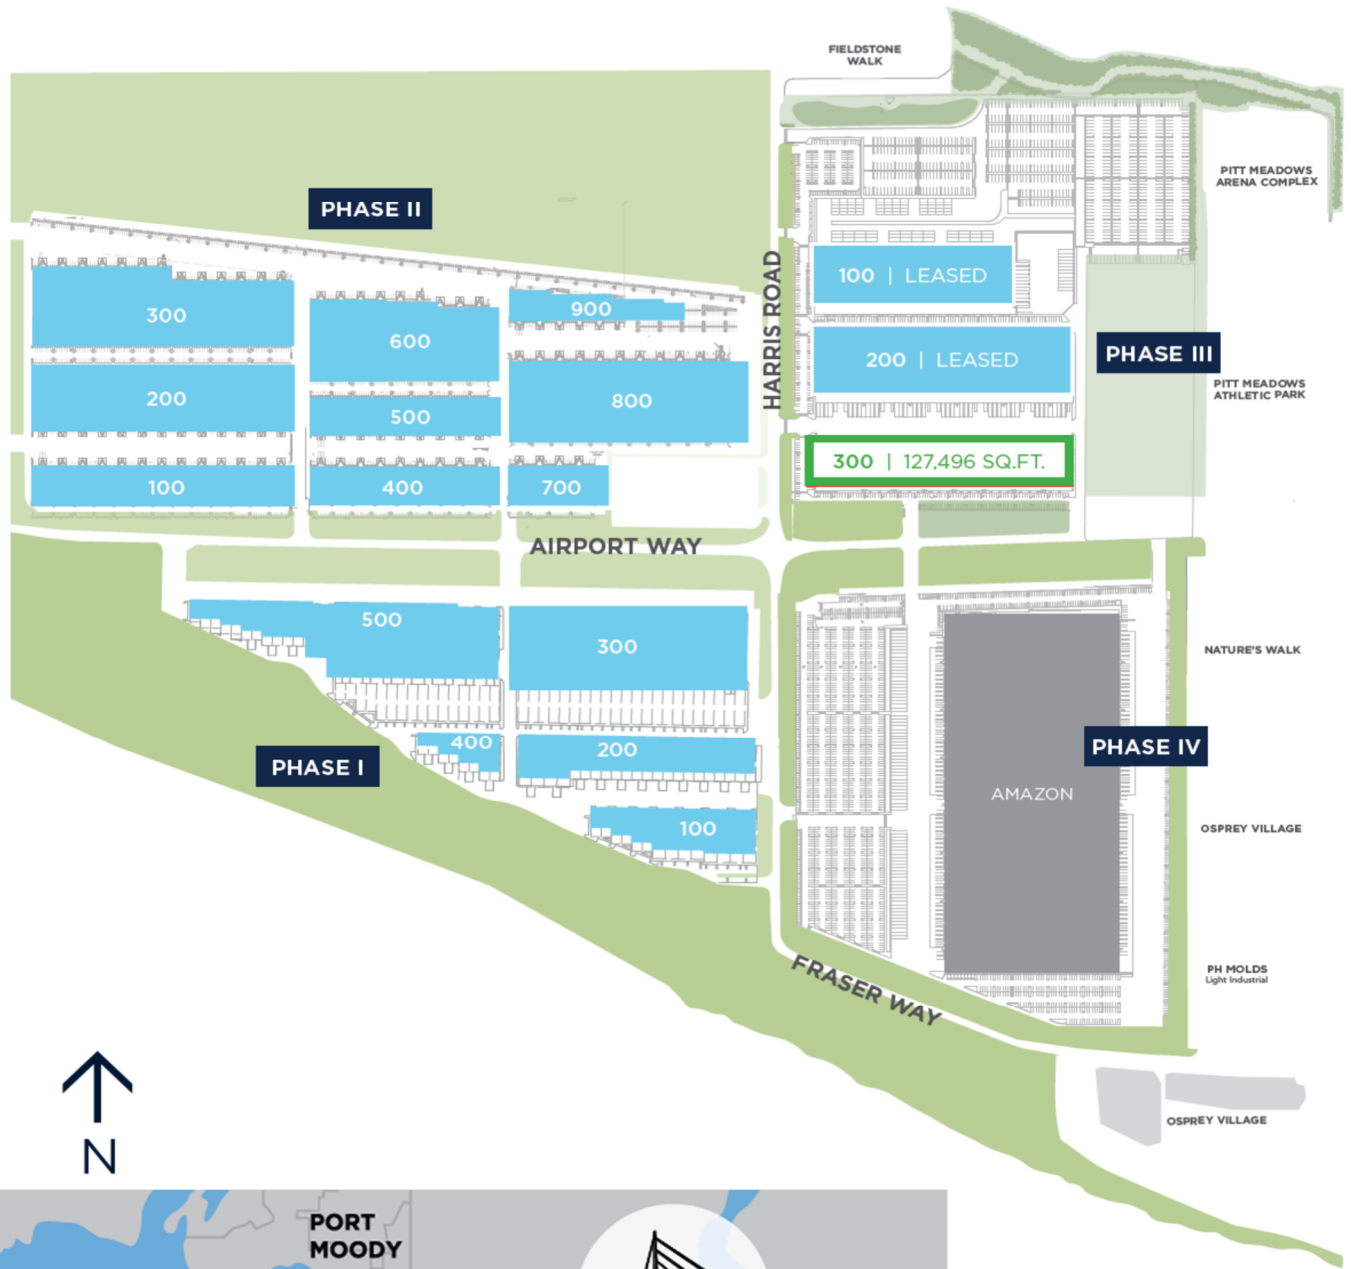 FIELDSTONE
WALK
PITT MEADOWS
ARENA COMPLEX
PHASE II
HARRIS ROAD
100 | LEASED
300
900
600
200 | LEASED
PHASE III
PITT MEADOWS
ATHLETIC PARK
200
800
500
300 | 127,496 SQ.FT.
100
400
700
AIRPORT WAY
500
300
NATURE'S WALK
400
200
PHASE I
PHASE IV
AMAZON
100
OSPREY VILLAGE
PH MOLDS
Light Industrial
FRASER WAY
OSPREY VILLAGE
N
PORT
MOODY